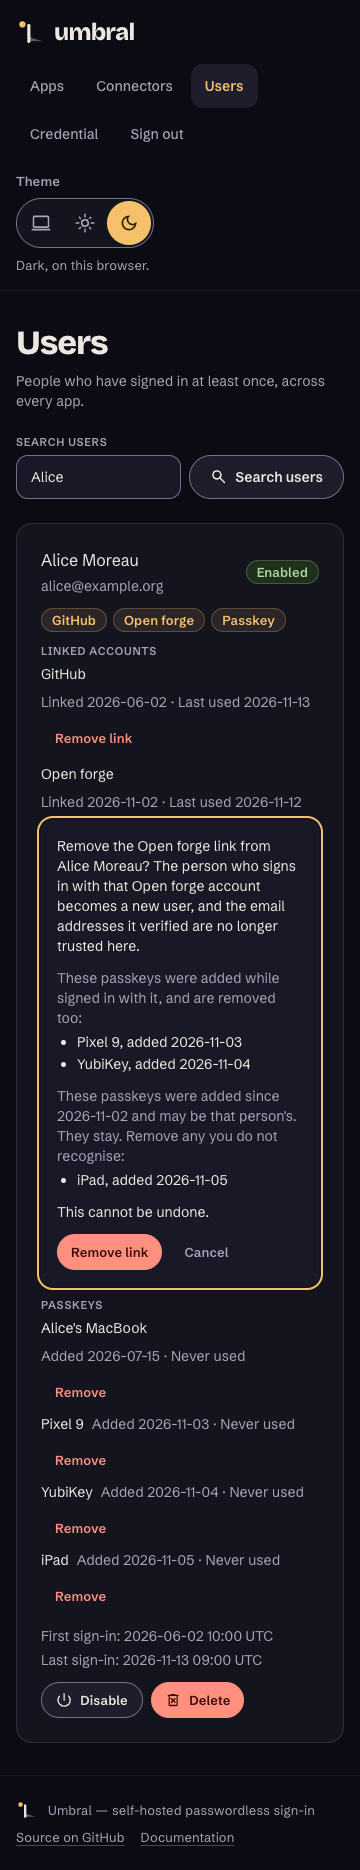 umbral
Apps Connectors Users
Credential Sign out
Theme
Dark, on this browser.
Users
People who have signed in at least once, across
every app.
SEARCH USERS
Alice Search users
Alice Moreau
alice@example.org
Enabled
GitHub Open forge Passkey
LINKED ACCOUNTS
GitHub
Linked 2026-06-02 · Last used 2026-11-13
Remove link
Open forge
Linked 2026-11-02 · Last used 2026-11-12
Remove the Open forge link from
Alice Moreau? The person who signs
in with that Open forge account
becomes a new user, and the email
addresses it verified are no longer
trusted here.
These passkeys were added while
signed in with it, and are removed
too:
• Pixel 9, added 2026-11-03
• YubiKey, added 2026-11-04
These passkeys were added since
2026-11-02 and may be that person's.
They stay. Remove any you do not
recognise:
• iPad, added 2026-11-05
This cannot be undone.
Remove link Cancel
PASSKEYS
Alice's MacBook
Added 2026-07-15 · Never used
Remove
Pixel 9 Added 2026-11-03 · Never used
Remove
YubiKey Added 2026-11-04 · Never used
Remove
iPad Added 2026-11-05 · Never used
Remove
First sign-in: 2026-06-02 10:00 UTC
Last sign-in: 2026-11-13 09:00 UTC
Disable Delete
Umbral — self-hosted passwordless sign-in
Source on GitHub Documentation